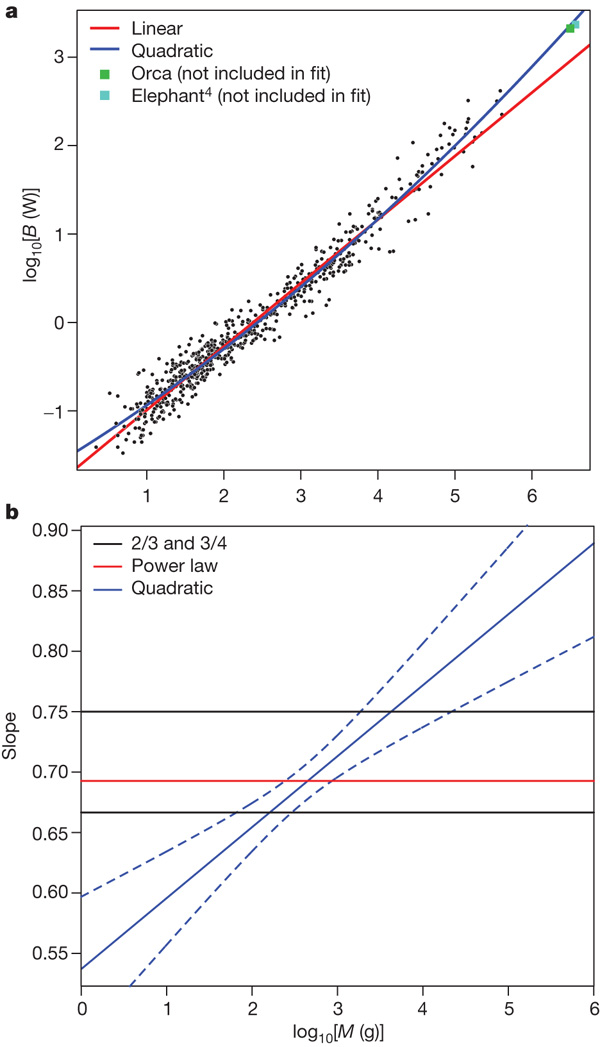 a
Linear
Quadratic
Orca (not included in fit)
Elephant⁴ (not included in fit)
3
2
1
0
−1
log₁₀[B (W)]
1 2 3 4 5 6
b
2/3 and 3/4
Power law
Quadratic
0.90
0.85
0.80
0.75
0.70
0.65
0.60
0.55
Slope
0 1 2 3 4 5 6
log₁₀[M (g)]